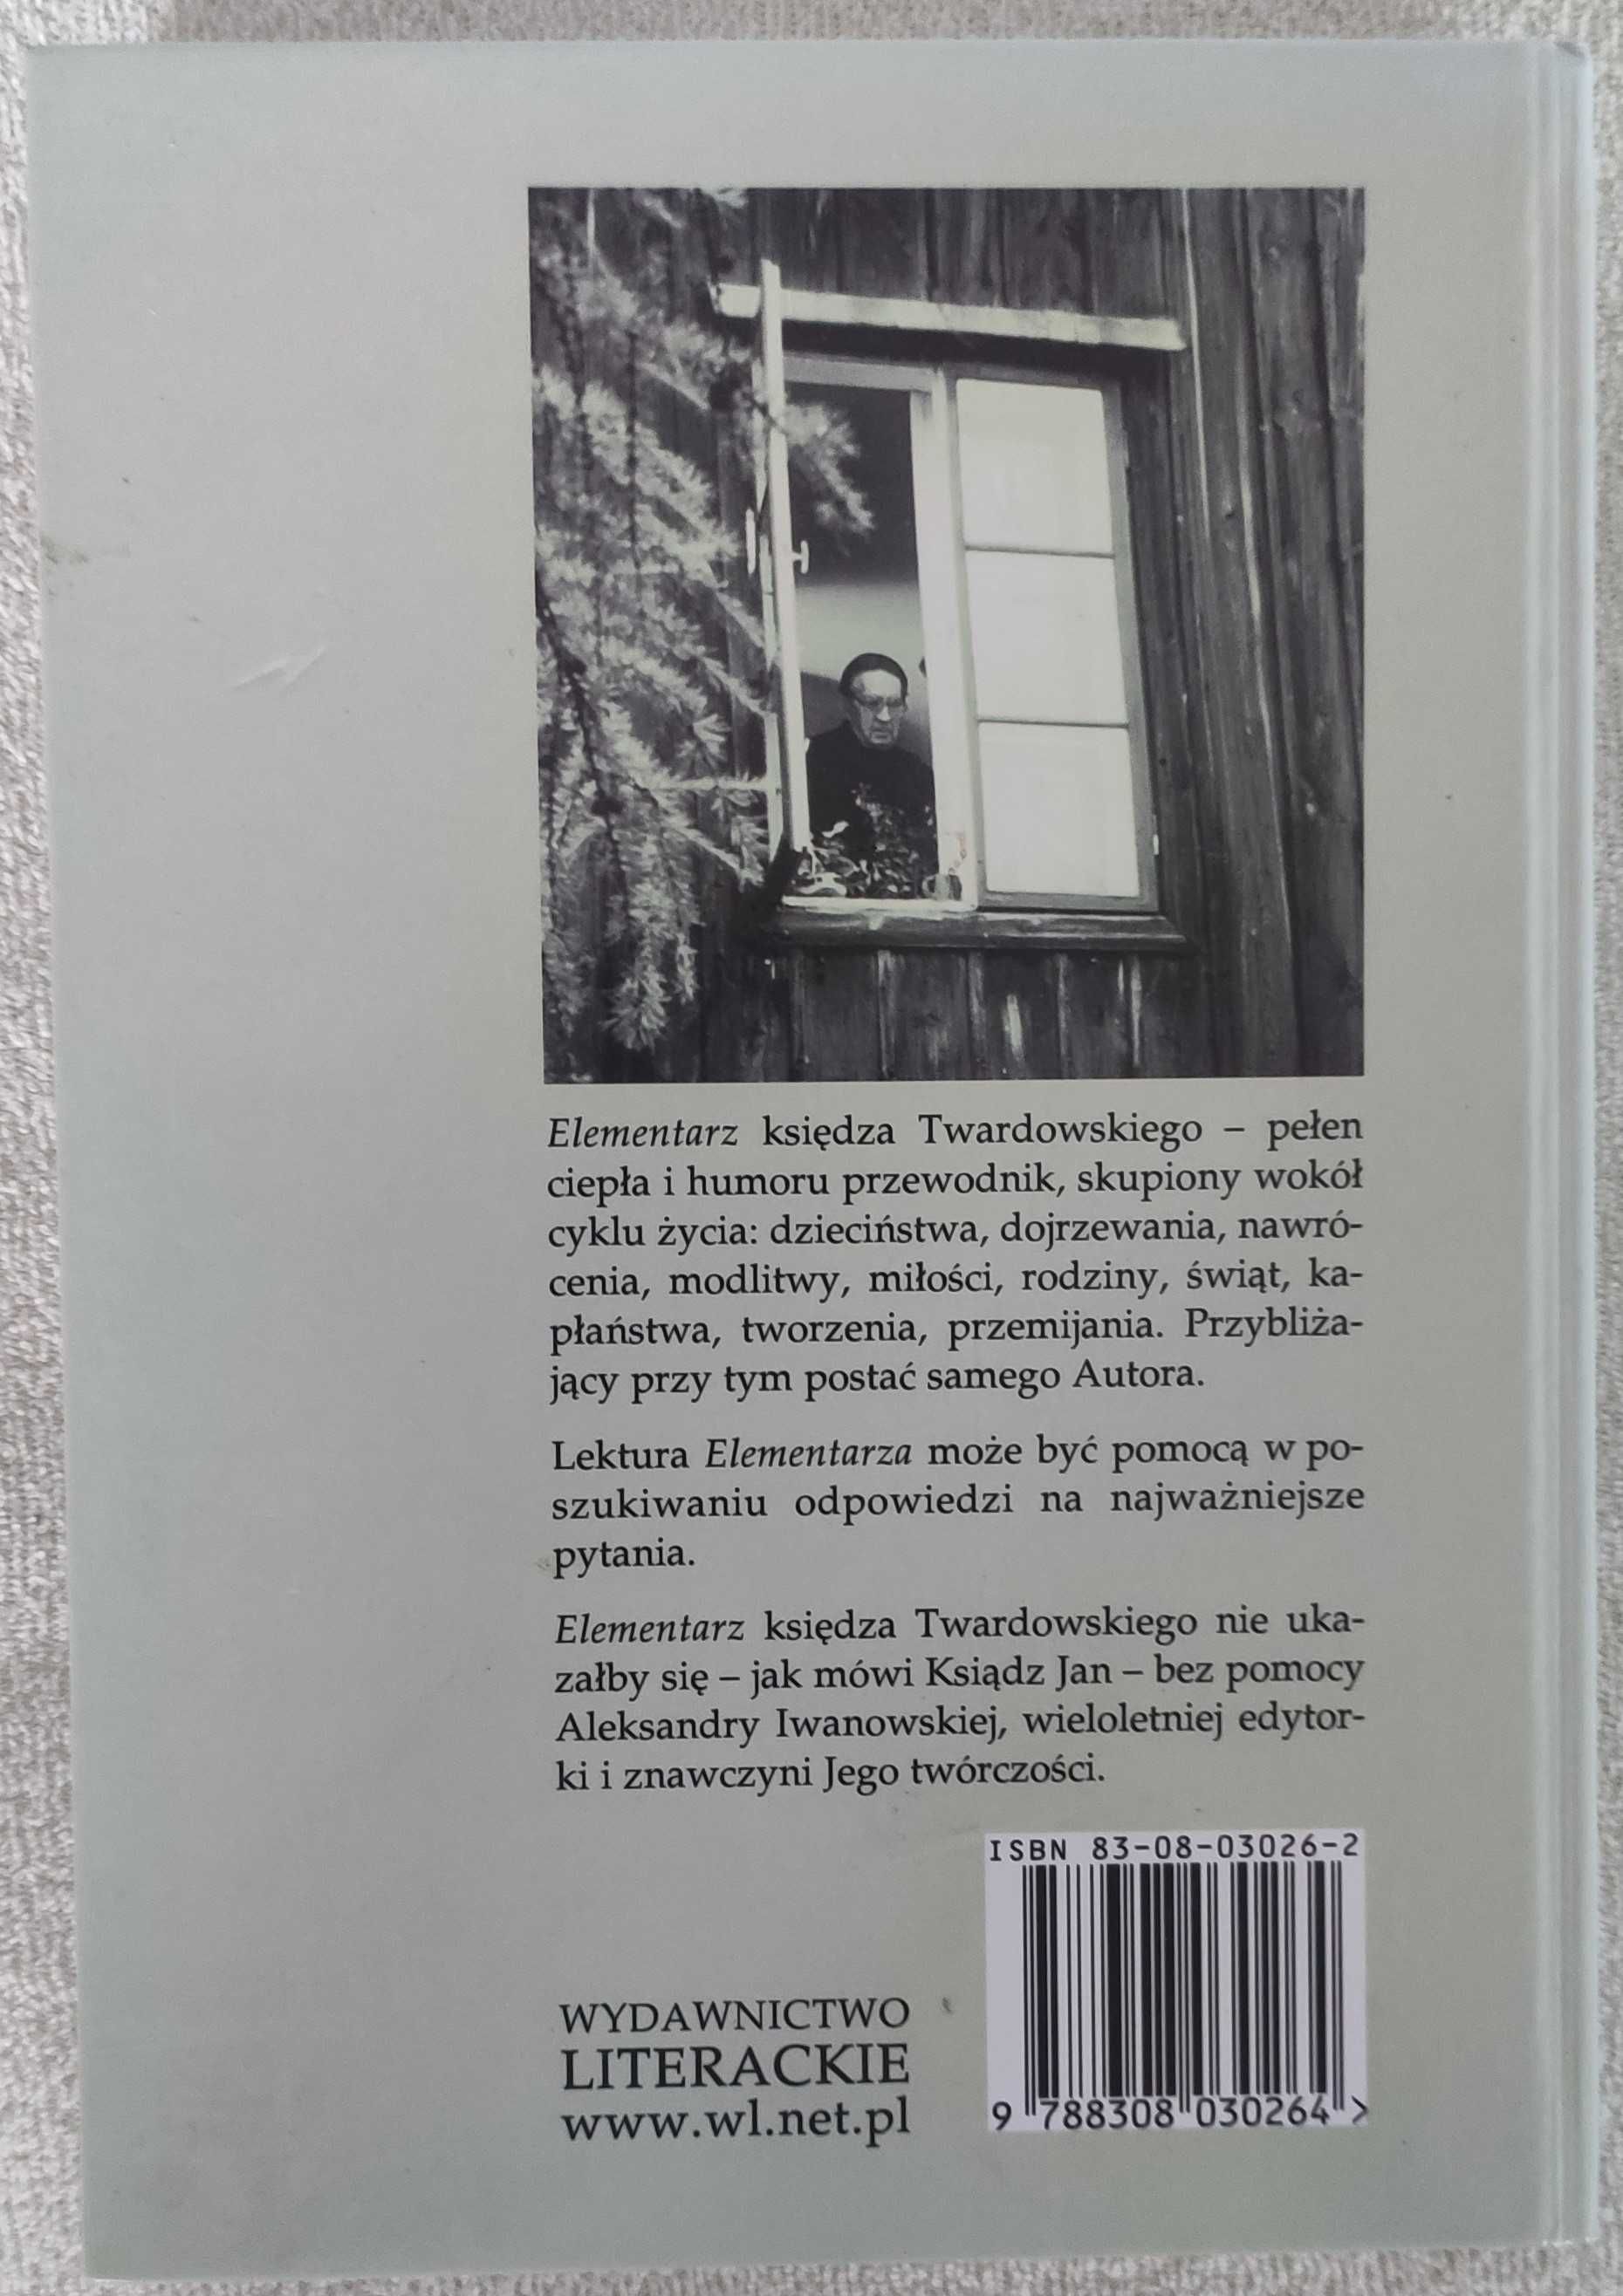 Elementarz księdza Twardowskiego – pełen
ciepła i humoru przewodnik, skupiony wokół
cyklu życia: dzieciństwa, dojrzewania, nawró-
cenia, modlitwy, miłości, rodziny, świąt, ka-
płaństwa, tworzenia, przemijania. Przybliża-
jący przy tym postać samego Autora.
Lektura Elementarza może być pomocą w po-
szukiwaniu odpowiedzi na najważniejsze
pytania.
Elementarz księdza Twardowskiego nie uka-
załby się – jak mówi Ksiądz Jan – bez pomocy
Aleksandry Iwanowskiej, wieloletniej edytor-
ki i znawczyni Jego twórczości.
ISBN 83-08-03026-2
9 788308 030264 >
WYDAWNICTWO
LITERACKIE
www.wl.net.pl